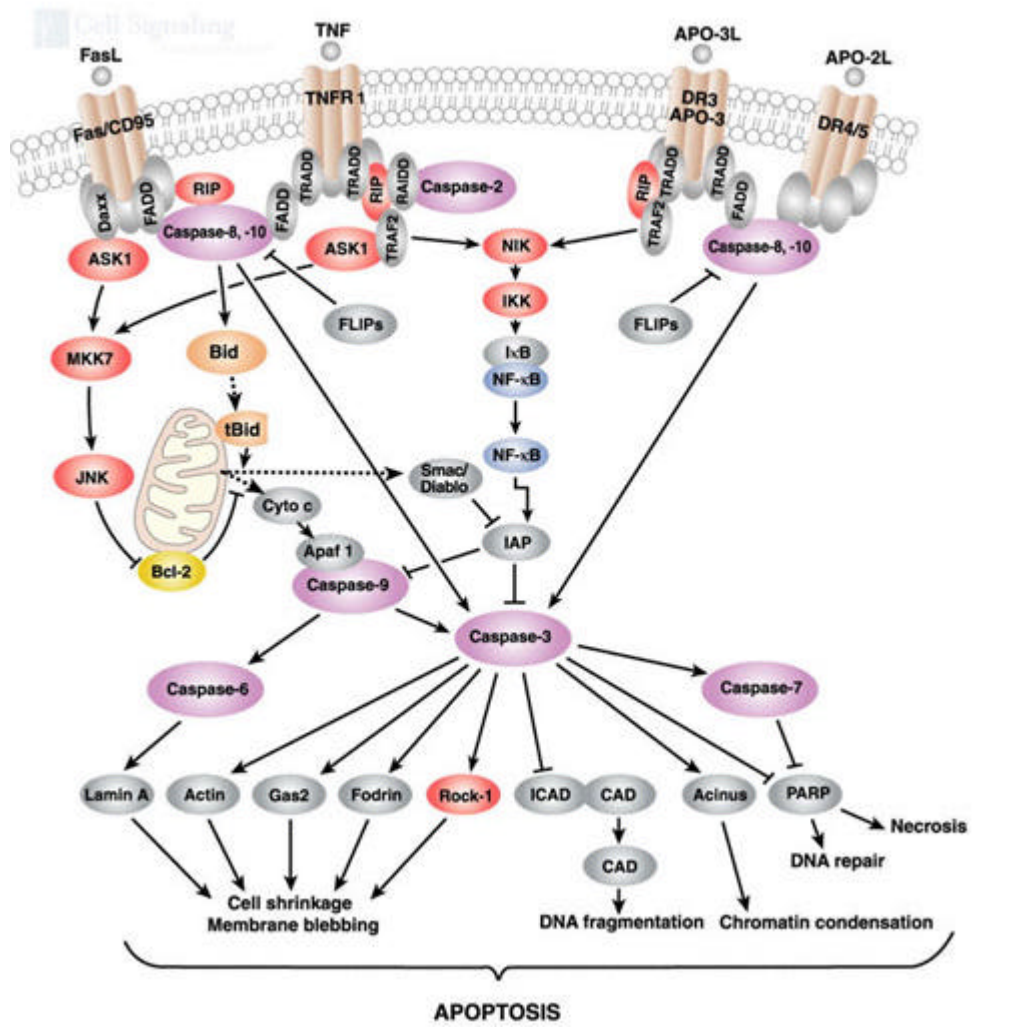 Cell Signaling
TNF
APO-3L
FasL
APO-2L
TNFR 1
DR3
APO-3
Fas/CD95
DR4/5
TRADD
TRADD
RIP
RAIDD
Caspase-2
RIP
TRADD
TRADD
Daxx
FADD
RIP
FADD
TRAF2
TRAF2
FADD
Caspase-8, -10
ASK1
ASK1
NIK
Caspase-8, -10
IKK
FLIPs
FLIPs
MKK7
Bid
IκB
NF-κB
tBid
NF-κB
JNK
Smac/
Diablo
Cyto c
IAP
Apaf 1
Bcl-2
Caspase-9
Caspase-3
Caspase-6
Caspase-7
Lamin A
Actin
Gas2
Fodrin
Rock-1
ICAD
CAD
Acinus
PARP
Necrosis
DNA repair
CAD
Cell shrinkage
Membrane blebbing
DNA fragmentation
Chromatin condensation
APOPTOSIS